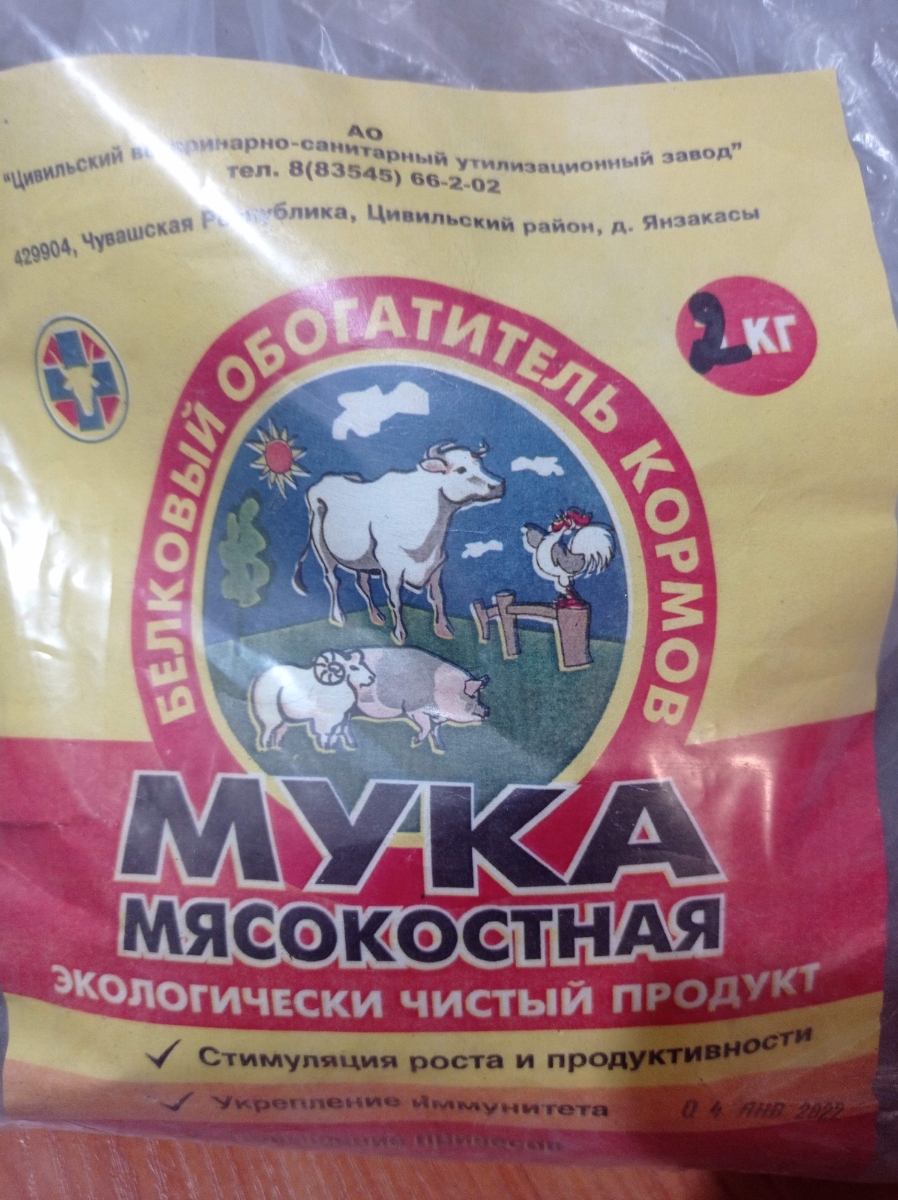 АО
"Цивильский ветеринарно-санитарный утилизационный завод"
тел. 8(83545) 66-2-02
429904, Чувашская Республика, Цивильский район, д. Янзакасы
2 КГ
БЕЛКОВЫЙ ОБОГАТИТЕЛЬ КОРМОВ
МУКА
МЯСОКОСТНАЯ
ЭКОЛОГИЧЕСКИ ЧИСТЫЙ ПРОДУКТ
✓ Стимуляция роста и продуктивности
✓ Укрепление иммунитета
04 ЯНВ 2022